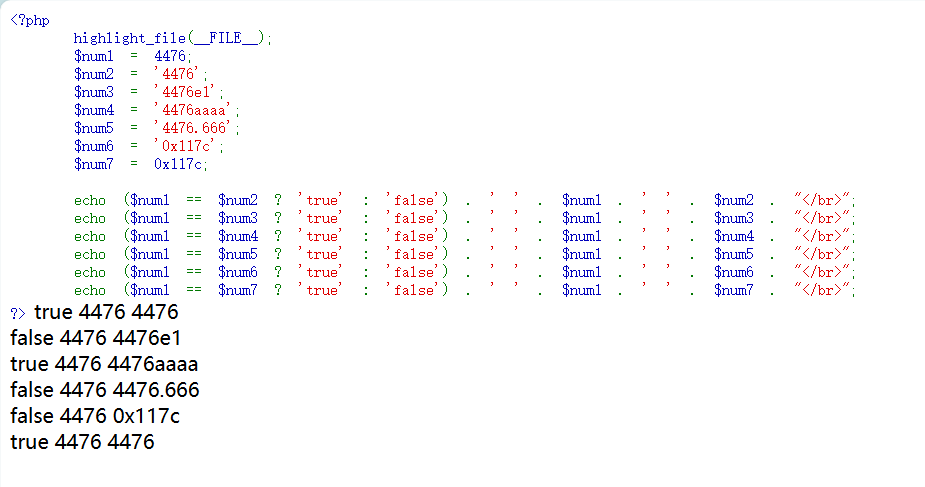 <?php
highlight_file(__FILE__);
$num1 = 4476;
$num2 = '4476';
$num3 = '4476e1';
$num4 = '4476aaaa';
$num5 = '4476.666';
$num6 = '0x117c';
$num7 = 0x117c;
echo ($num1 == $num2 ? 'true' : 'false') . ' ' . $num1 . ' ' . $num2 . "</br>";
echo ($num1 == $num3 ? 'true' : 'false') . ' ' . $num1 . ' ' . $num3 . "</br>";
echo ($num1 == $num4 ? 'true' : 'false') . ' ' . $num1 . ' ' . $num4 . "</br>";
echo ($num1 == $num5 ? 'true' : 'false') . ' ' . $num1 . ' ' . $num5 . "</br>";
echo ($num1 == $num6 ? 'true' : 'false') . ' ' . $num1 . ' ' . $num6 . "</br>";
echo ($num1 == $num7 ? 'true' : 'false') . ' ' . $num1 . ' ' . $num7 . "</br>";
?> true 4476 4476
false 4476 4476e1
true 4476 4476aaaa
false 4476 4476.666
false 4476 0x117c
true 4476 4476